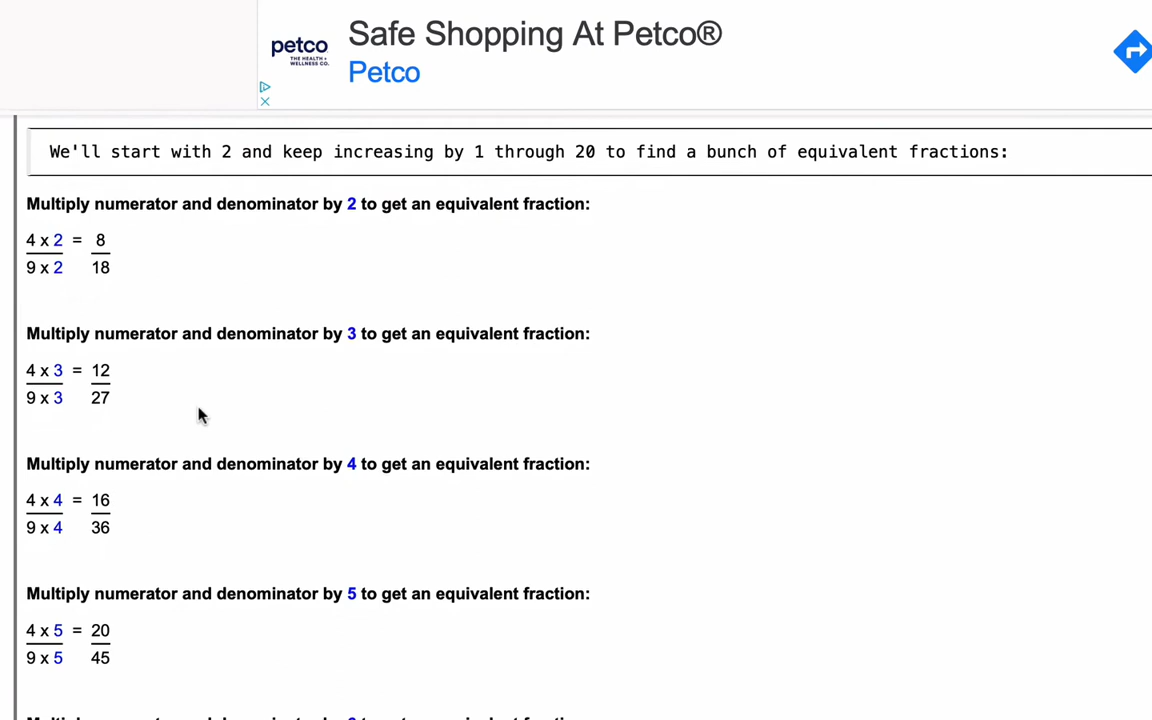 Safe Shopping At Petco®
petco
THE HEALTH +
WELLNESS CO.
Petco
We'll start with 2 and keep increasing by 1 through 20 to find a bunch of equivalent fractions:
Multiply numerator and denominator by 2 to get an equivalent fraction:
4 x 2 = 8
9 x 2 18
Multiply numerator and denominator by 3 to get an equivalent fraction:
4 x 3 = 12
9 x 3 27
Multiply numerator and denominator by 4 to get an equivalent fraction:
4 x 4 = 16
9 x 4 36
Multiply numerator and denominator by 5 to get an equivalent fraction:
4 x 5 = 20
9 x 5 45